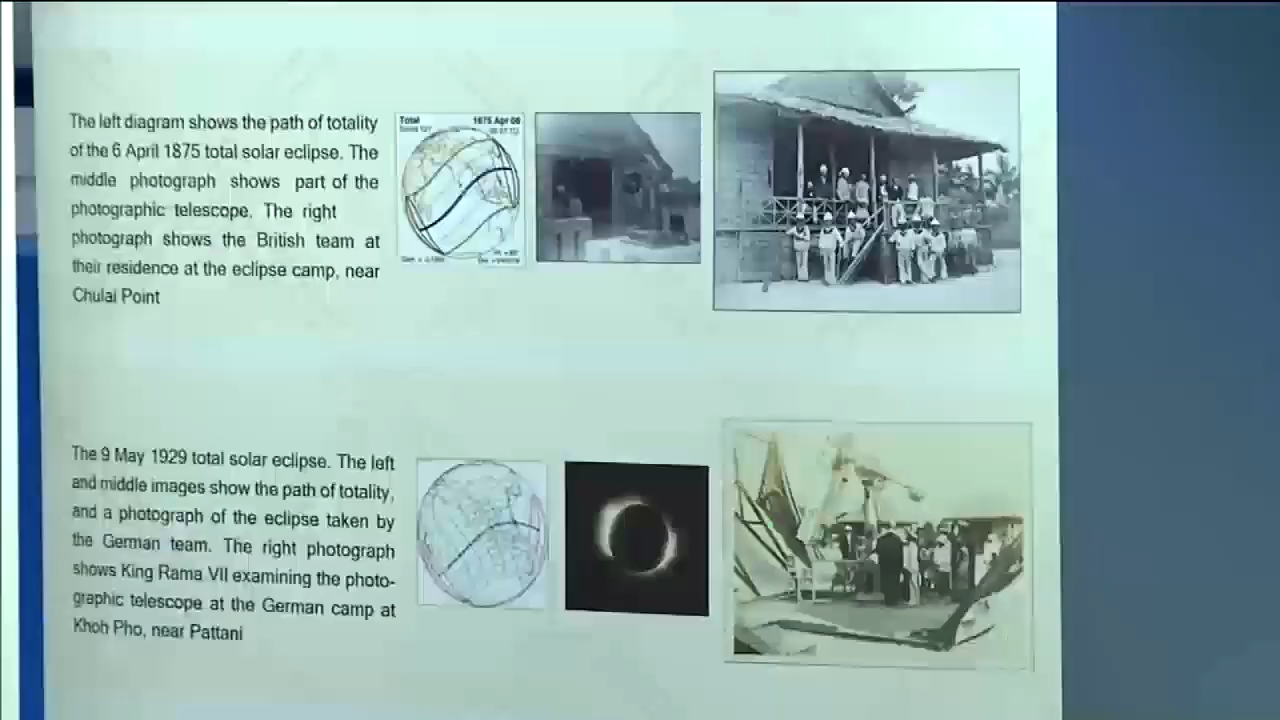 The left diagram shows the path of totality
of the 6 April 1875 total solar eclipse. The
middle photograph shows part of the
photographic telescope. The right
photograph shows the British team at
their residence at the eclipse camp, near
Chulai Point
Total
1875 Apr 06
The 9 May 1929 total solar eclipse. The left
and middle images show the path of totality,
and a photograph of the eclipse taken by
the German team. The right photograph
shows King Rama VII examining the photo-
graphic telescope at the German camp at
Khoh Pho, near Pattani